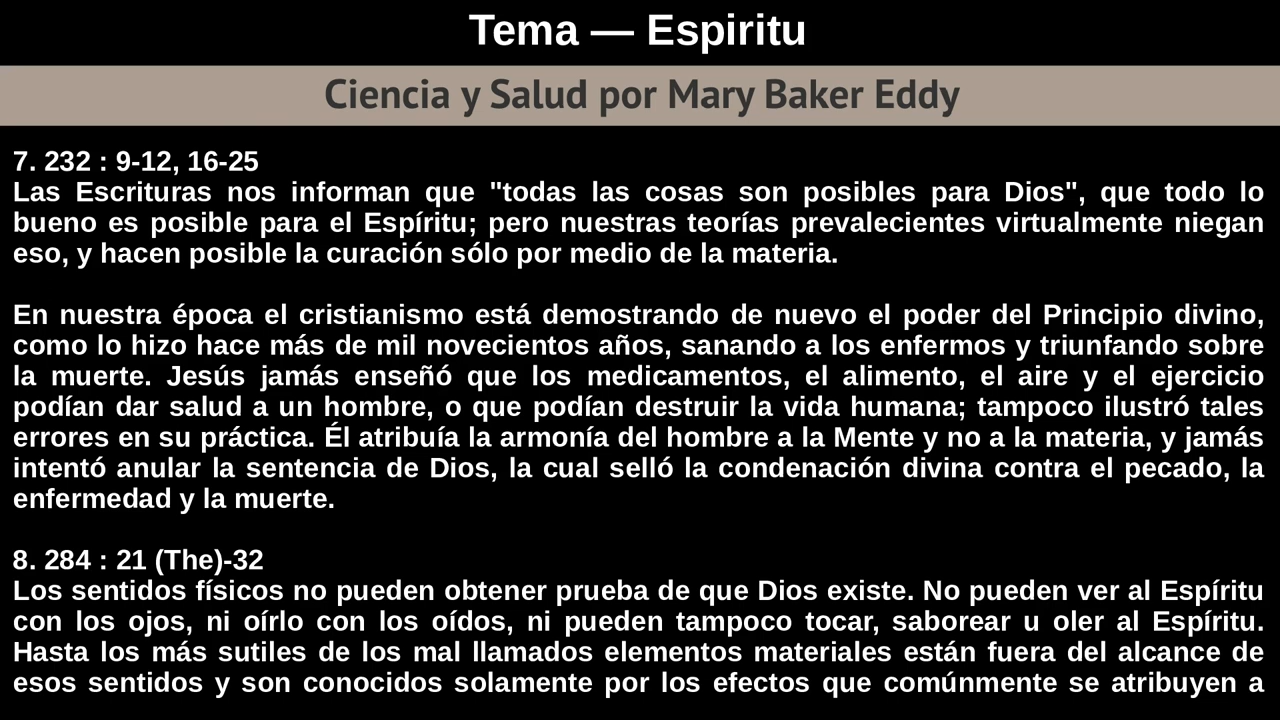 Tema — Espiritu
Ciencia y Salud por Mary Baker Eddy
7. 232 : 9-12, 16-25
Las Escrituras nos informan que "todas las cosas son posibles para Dios", que todo lo
bueno es posible para el Espíritu; pero nuestras teorías prevalecientes virtualmente niegan
eso, y hacen posible la curación sólo por medio de la materia.
En nuestra época el cristianismo está demostrando de nuevo el poder del Principio divino,
como lo hizo hace más de mil novecientos años, sanando a los enfermos y triunfando sobre
la muerte. Jesús jamás enseñó que los medicamentos, el alimento, el aire y el ejercicio
podían dar salud a un hombre, o que podían destruir la vida humana; tampoco ilustró tales
errores en su práctica. Él atribuía la armonía del hombre a la Mente y no a la materia, y jamás
intentó anular la sentencia de Dios, la cual selló la condenación divina contra el pecado, la
enfermedad y la muerte.
8. 284 : 21 (The)-32
Los sentidos físicos no pueden obtener prueba de que Dios existe. No pueden ver al Espíritu
con los ojos, ni oírlo con los oídos, ni pueden tampoco tocar, saborear u oler al Espíritu.
Hasta los más sutiles de los mal llamados elementos materiales están fuera del alcance de
esos sentidos y son conocidos solamente por los efectos que comúnmente se atribuyen a